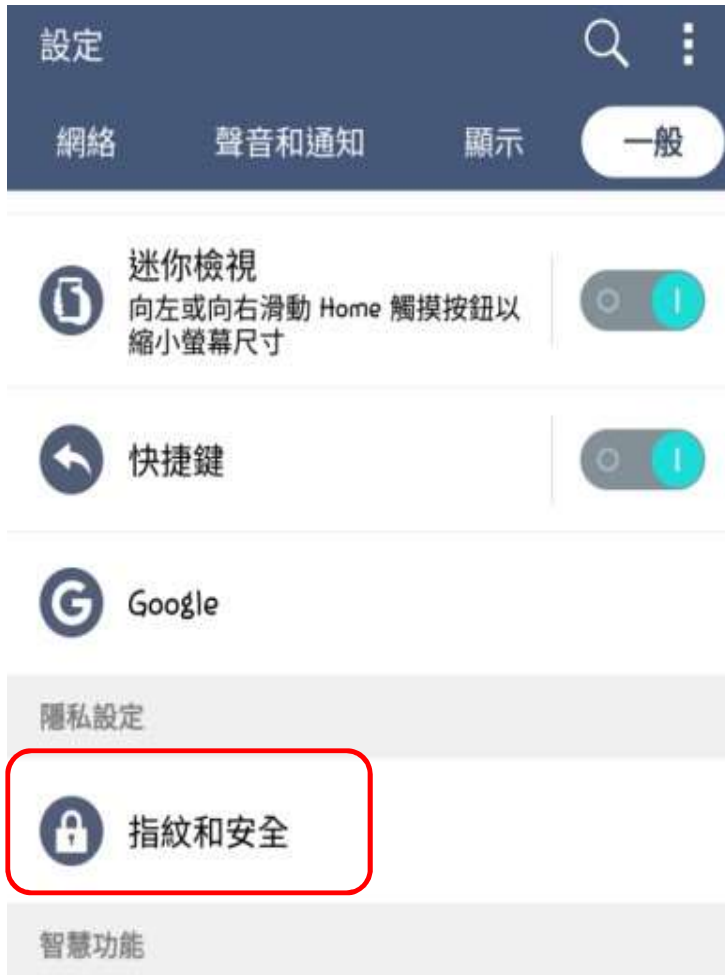 設定
網絡 聲音和通知 顯示 一般
迷你檢視
向左或向右滑動 Home 觸摸按鈕以
縮小螢幕尺寸
快捷鍵
Google
隱私設定
指紋和安全
智慧功能